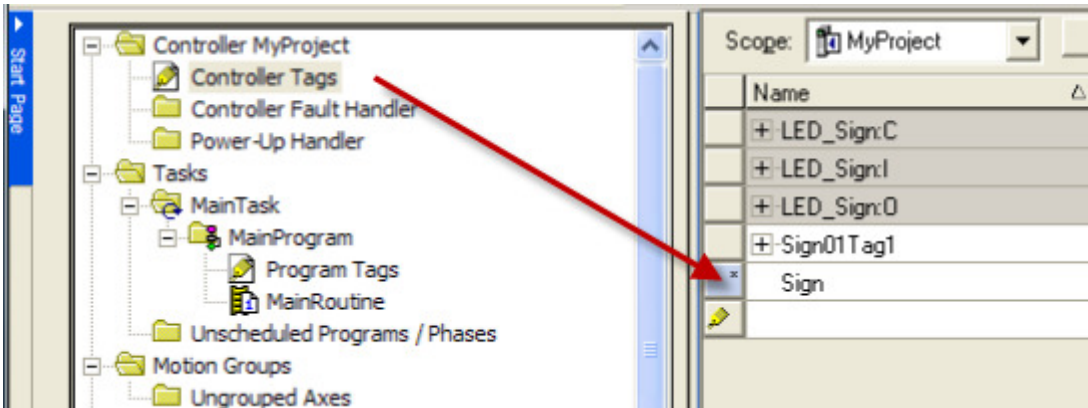 Start Page
Controller MyProject
Controller Tags
Controller Fault Handler
Power-Up Handler
Tasks
MainTask
MainProgram
Program Tags
MainRoutine
Unscheduled Programs / Phases
Motion Groups
Ungrouped Axes
Scope: MyProject
Name
LED_Sign:C
LED_Sign:I
LED_Sign:O
Sign01Tag1
Sign